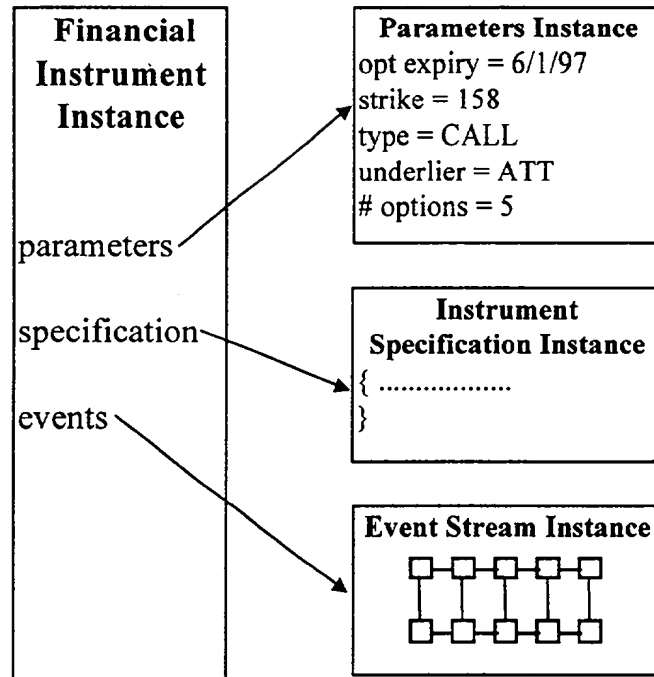 Financial
Instrument
Instance
parameters
specification
events
Parameters Instance
opt expiry = 6/1/97
strike = 158
type = CALL
underlier = ATT
# options = 5
Instrument
Specification Instance
{ ..................
}
Event Stream Instance